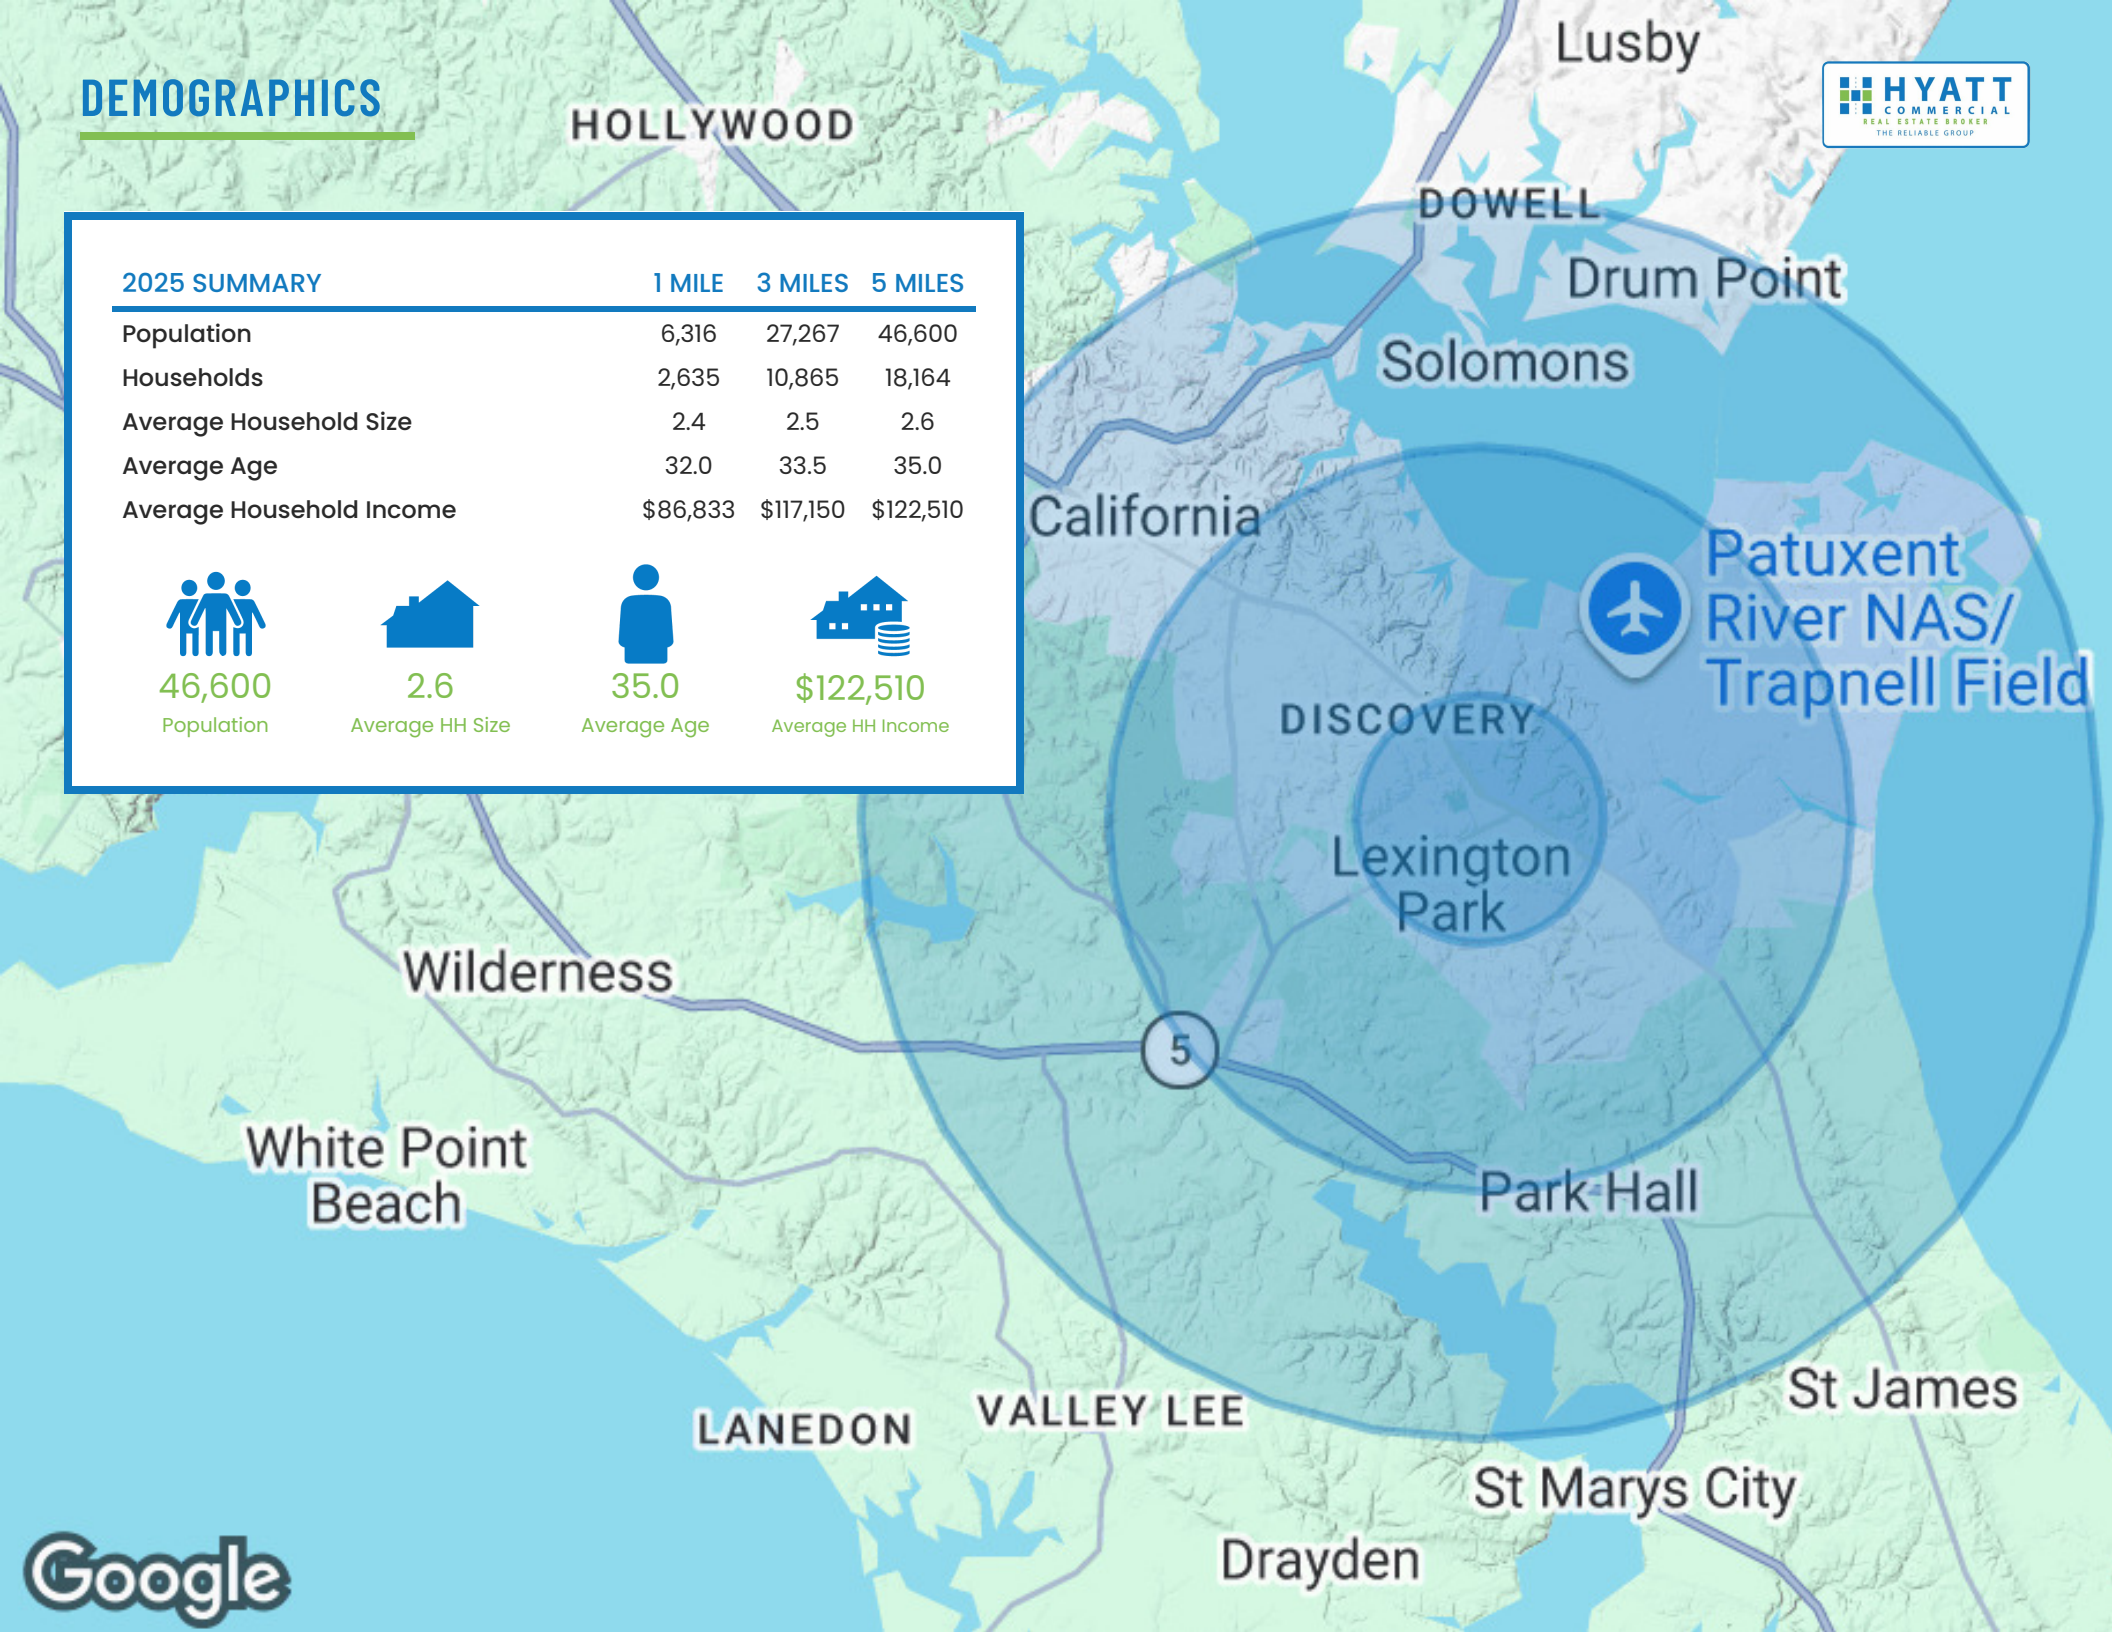 DEMOGRAPHICS
HYATT
COMMERCIAL
REAL ESTATE BROKER
THE RELIABLE GROUP
2025 SUMMARY 1 MILE 3 MILES 5 MILES
Population 6,316 27,267 46,600
Households 2,635 10,865 18,164
Average Household Size 2.4 2.5 2.6
Average Age 32.0 33.5 35.0
Average Household Income $86,833 $117,150 $122,510
46,600 2.6 35.0 $122,510
Population Average HH Size Average Age Average HH Income
Lusby
HOLLYWOOD
DOWELL
Drum Point
Solomons
California
Patuxent
River NAS/
Trapnell Field
DISCOVERY
Lexington
Park
Wilderness
5
White Point
Beach
Park Hall
St James
VALLEY LEE
LANEDON
St Marys City
Drayden
Google